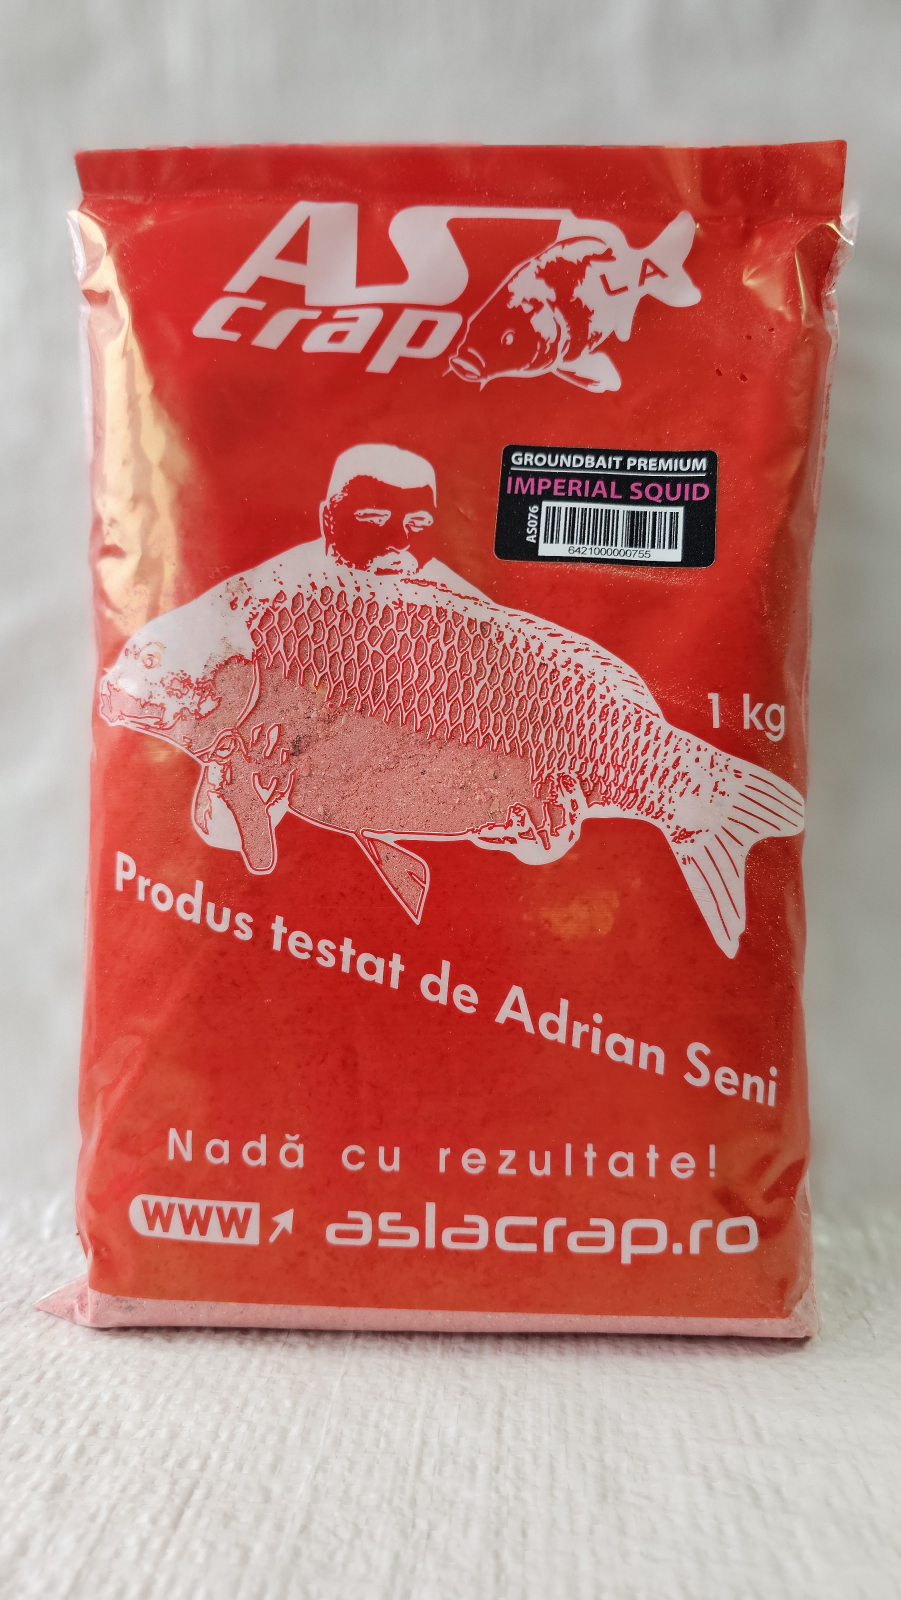 AS
LA
crap
GROUNDBAIT PREMIUM
IMPERIAL SQUID
AS076
6421000000755
1 kg
Produs testat de Adrian Seni
Nadă cu rezultate!
www aslacrap.ro